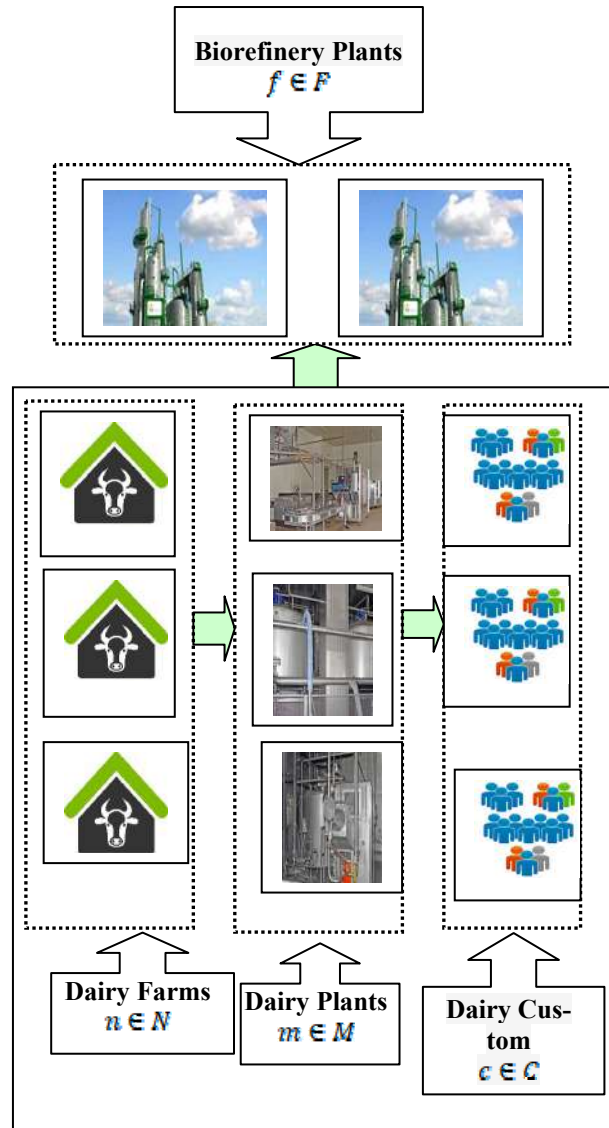 Biorefinery Plants
f ∈ F
Dairy Farms
n ∈ N
Dairy Plants
m ∈ M
Dairy Cus-
tom
c ∈ C